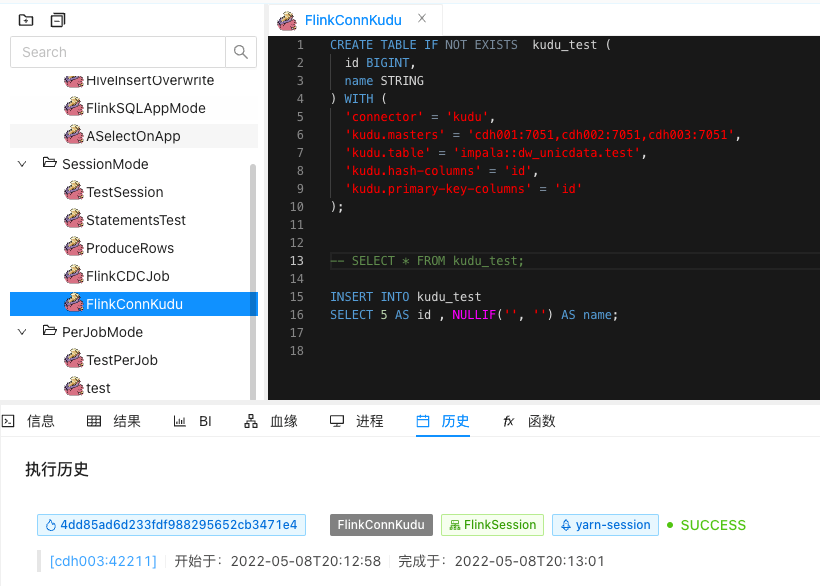 FlinkConnKudu
Search
HiveInsertOverwrite
FlinkSQLAppMode
ASelectOnApp
SessionMode
TestSession
StatementsTest
ProduceRows
FlinkCDCJob
FlinkConnKudu
PerJobMode
TestPerJob
test
1 CREATE TABLE IF NOT EXISTS  kudu_test (
2   id BIGINT,
3   name STRING
4 ) WITH (
5   'connector' = 'kudu',
6   'kudu.masters' = 'cdh001:7051,cdh002:7051,cdh003:7051',
7   'kudu.table' = 'impala::dw_unicdata.test',
8   'kudu.hash-columns' = 'id',
9   'kudu.primary-key-columns' = 'id'
10 );
11
12
13 -- SELECT * FROM kudu_test;
14
15 INSERT INTO kudu_test
16 SELECT 5 AS id , NULLIF('', '') AS name;
17
18
信息 结果 BI 血缘 进程 历史 fx 函数
执行历史
4dd85ad6d233fdf988295652cb3471e4 FlinkConnKudu FlinkSession yarn-session SUCCESS
[cdh003:42211] 开始于：2022-05-08T20:12:58 完成于：2022-05-08T20:13:01